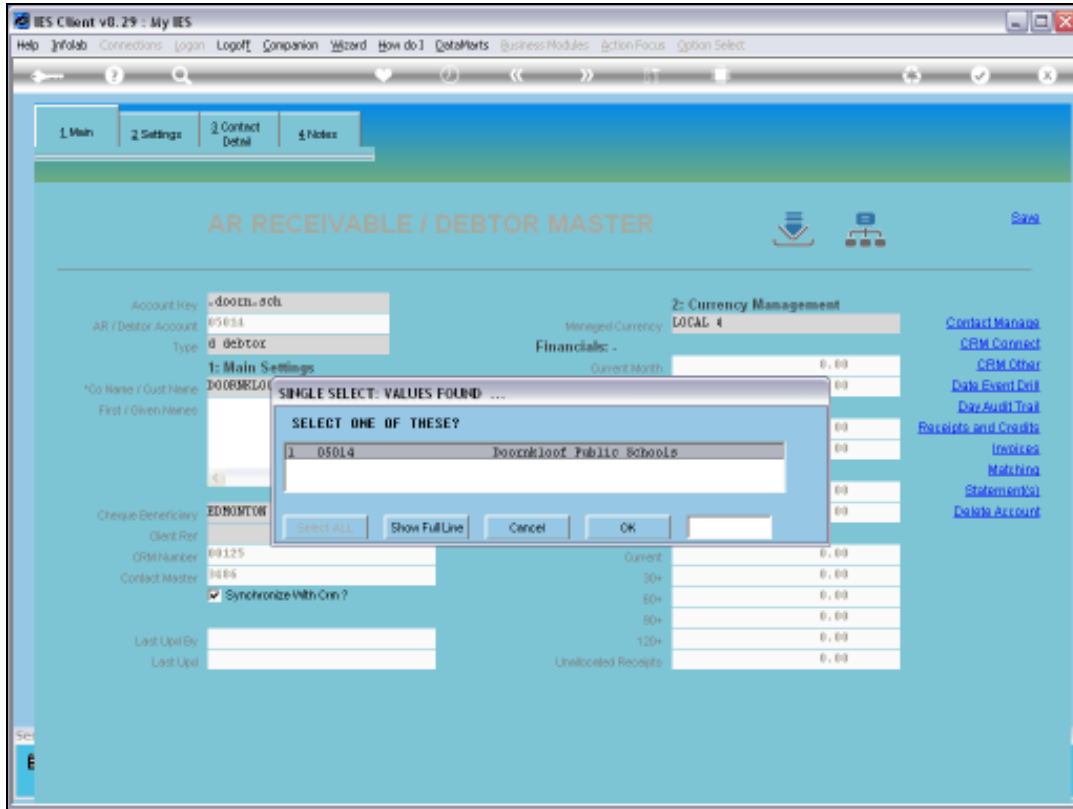 IES Client v8.29 : My IES
Help Infolab Connections Logon Logoff Companion Wizard How do I DataMarts Business Modules Action Focus Option Select
1 Main 2 Settings 3 Contact Detail 4 Notes
AR RECEIVABLE / DEBTOR MASTER
Save
Account Key .doorn.sch
2: Currency Management
AR / Debtor Account 05014
Managed Currency LOCAL 4
Contact Manage
Type d debtor
Financials: -
CRM Connect
1: Main Settings
Current Month 0.00
CRM Other
*Co Name / Cust Name DOORNKLOO
SINGLE SELECT: VALUES FOUND ...
00
Date Event Drill
First / Given Names
SELECT ONE OF THESE?
Day Audit Trail
00
Receipts and Credits
1 05014 Doornkloof Public Schools
00
Invoices
Matching
00
Statement(s)
Cheque Beneficiary EDMONTON
00
Delete Account
Select ALL Show Full Line Cancel OK
Client Ref
CRM Number 00125
Current 0.00
Contact Master 3486
30+ 0.00
Synchronize With Crm ?
60+ 0.00
90+ 0.00
Last Upd By
120+ 0.00
Last Upd
Unallocated Receipts 0.00